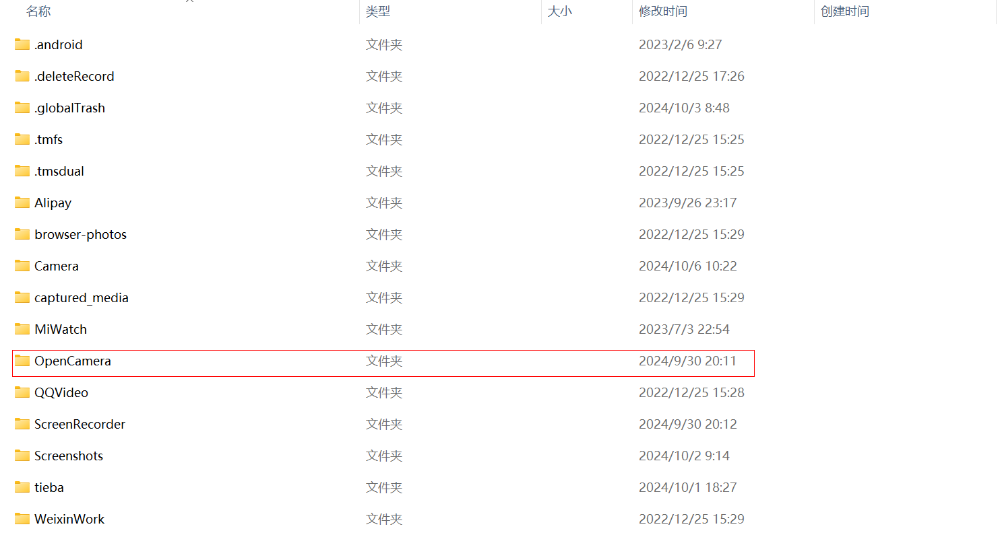 名称 类型 大小 修改时间 创建时间
.android 文件夹 2023/2/6 9:27
.deleteRecord 文件夹 2022/12/25 17:26
.globalTrash 文件夹 2024/10/3 8:48
.tmfs 文件夹 2022/12/25 15:25
.tmsdual 文件夹 2022/12/25 15:25
Alipay 文件夹 2023/9/26 23:17
browser-photos 文件夹 2022/12/25 15:29
Camera 文件夹 2024/10/6 10:22
captured_media 文件夹 2022/12/25 15:29
MiWatch 文件夹 2023/7/3 22:54
OpenCamera 文件夹 2024/9/30 20:11
QQVideo 文件夹 2022/12/25 15:28
ScreenRecorder 文件夹 2024/9/30 20:12
Screenshots 文件夹 2024/10/2 9:14
tieba 文件夹 2024/10/1 18:27
WeixinWork 文件夹 2022/12/25 15:29